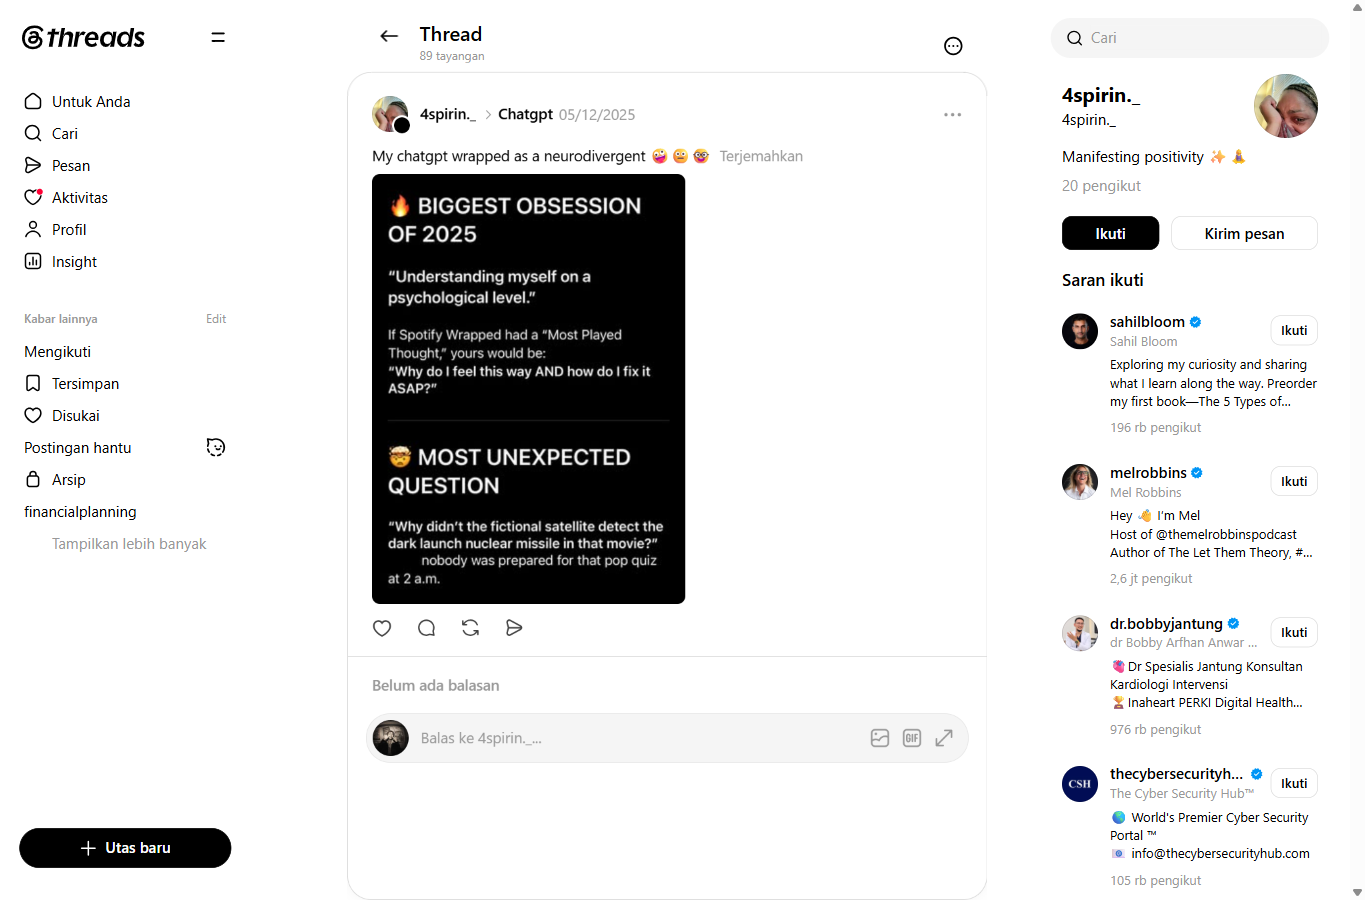 threads
Untuk Anda
Cari
Pesan
Aktivitas
Profil
Insight
Kabar lainnya
Edit
Mengikuti
Tersimpan
Disukai
Postingan hantu
Arsip
financialplanning
Tampilkan lebih banyak
Utas baru
Thread
89 tayangan
4spirin._ > Chatgpt 05/12/2025
My chatgpt wrapped as a neurodivergent 🤪 😐 🤓 Terjemahkan
🔥 BIGGEST OBSESSION
OF 2025
“Understanding myself on a
psychological level.”
If Spotify Wrapped had a “Most Played
Thought,” yours would be:
“Why do I feel this way AND how do I fix it
ASAP?”
🤯 MOST UNEXPECTED
QUESTION
“Why didn’t the fictional satellite detect the
dark launch nuclear missile in that movie?”
nobody was prepared for that pop quiz
at 2 a.m.
Belum ada balasan
Balas ke 4spirin._...
GIF
Cari
4spirin._
4spirin._
Manifesting positivity ✨ 🧘‍♀️
20 pengikut
Ikuti
Kirim pesan
Saran ikuti
sahilbloom
Ikuti
Sahil Bloom
Exploring my curiosity and sharing
what I learn along the way. Preorder
my first book—The 5 Types of...
196 rb pengikut
melrobbins
Ikuti
Mel Robbins
Hey 👋 I'm Mel
Host of @themelrobbinspodcast
Author of The Let Them Theory, #...
2,6 jt pengikut
dr.bobbyjantung
Ikuti
dr Bobby Arfhan Anwar ...
🫀Dr Spesialis Jantung Konsultan
Kardiologi Intervensi
🏆Inaheart PERKI Digital Health...
976 rb pengikut
CSH
thecybersecurityh...
Ikuti
The Cyber Security Hub™
🌎 World's Premier Cyber Security
Portal ™
📧 info@thecybersecurityhub.com
105 rb pengikut